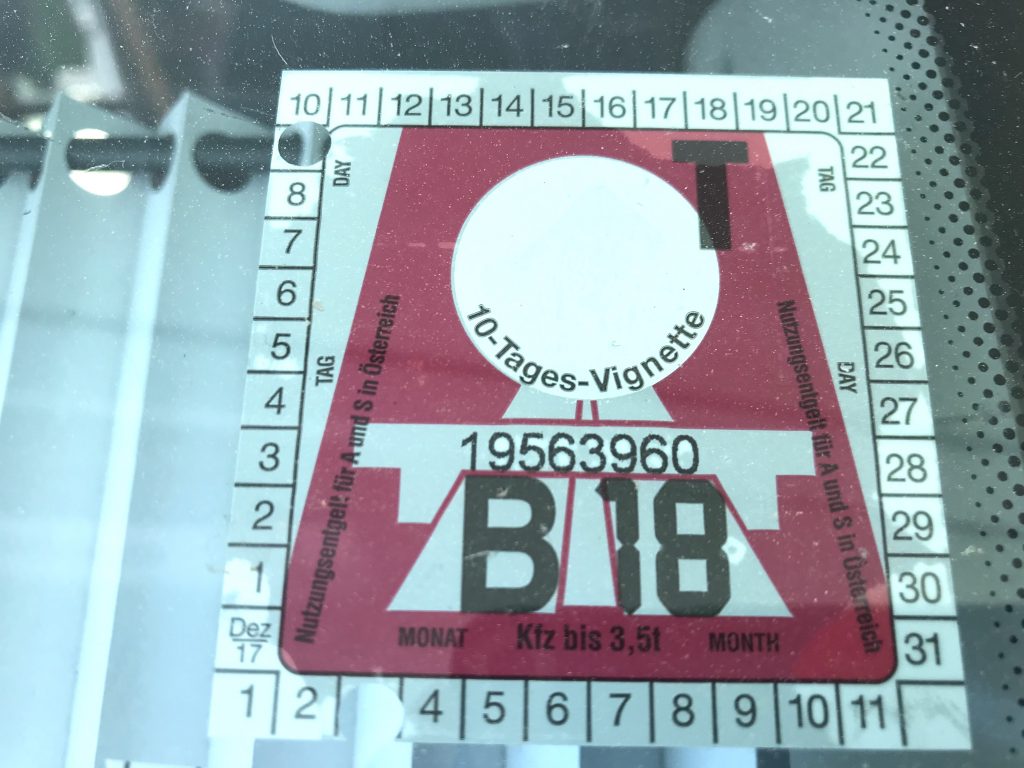 10 11 12 13 14 15 16 17 18 19 20 21
T
DAY
TAG
8
7
6
5
4
3
2
1
Dez
17
22
23
24
25
26
27
28
29
30
31
TAG
DAY
Nutzungsentgelt für A und S in Österreich
Nutzungsentgelt für A und S in Österreich
10-Tages-Vignette
19563960
B 18
MONAT Kfz bis 3,5t MONTH
1 2 4 5 6 7 8 9 10 11